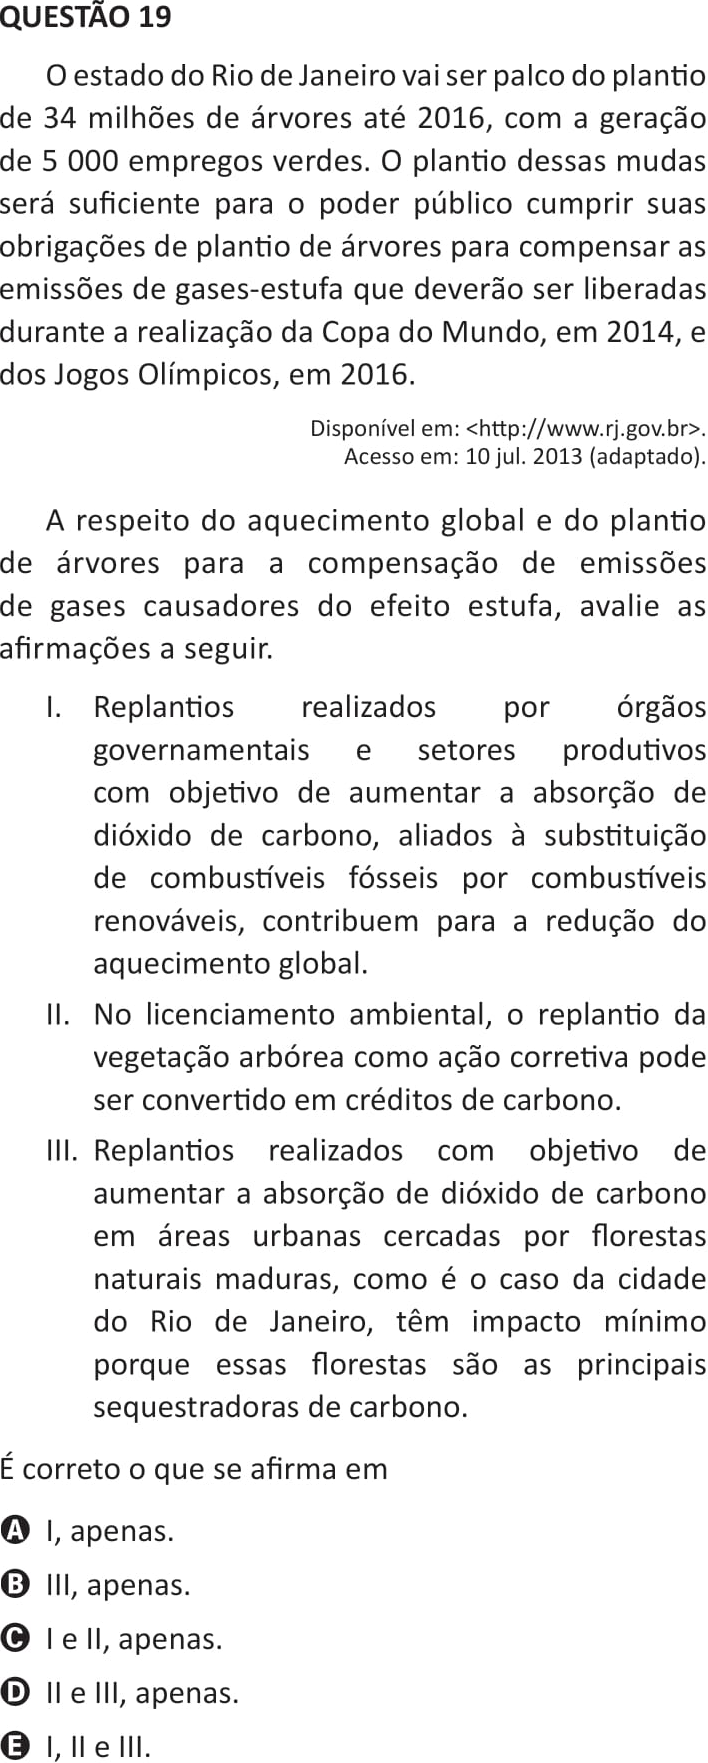 QUESTÃO 19
O estado do Rio de Janeiro vai ser palco do plantio
de 34 milhões de árvores até 2016, com a geração
de 5 000 empregos verdes. O plantio dessas mudas
será suficiente para o poder público cumprir suas
obrigações de plantio de árvores para compensar as
emissões de gases-estufa que deverão ser liberadas
durante a realização da Copa do Mundo, em 2014, e
dos Jogos Olímpicos, em 2016.
Disponível em: <http://www.rj.gov.br>.
Acesso em: 10 jul. 2013 (adaptado).
A respeito do aquecimento global e do plantio
de árvores para a compensação de emissões
de gases causadores do efeito estufa, avalie as
afirmações a seguir.
I. Replantios realizados por órgãos
governamentais e setores produtivos
com objetivo de aumentar a absorção de
dióxido de carbono, aliados à substituição
de combustíveis fósseis por combustíveis
renováveis, contribuem para a redução do
aquecimento global.
II. No licenciamento ambiental, o replantio da
vegetação arbórea como ação corretiva pode
ser convertido em créditos de carbono.
III. Replantios realizados com objetivo de
aumentar a absorção de dióxido de carbono
em áreas urbanas cercadas por florestas
naturais maduras, como é o caso da cidade
do Rio de Janeiro, têm impacto mínimo
porque essas florestas são as principais
sequestradoras de carbono.
É correto o que se afirma em
A I, apenas.
B III, apenas.
C I e II, apenas.
D II e III, apenas.
E I, II e III.